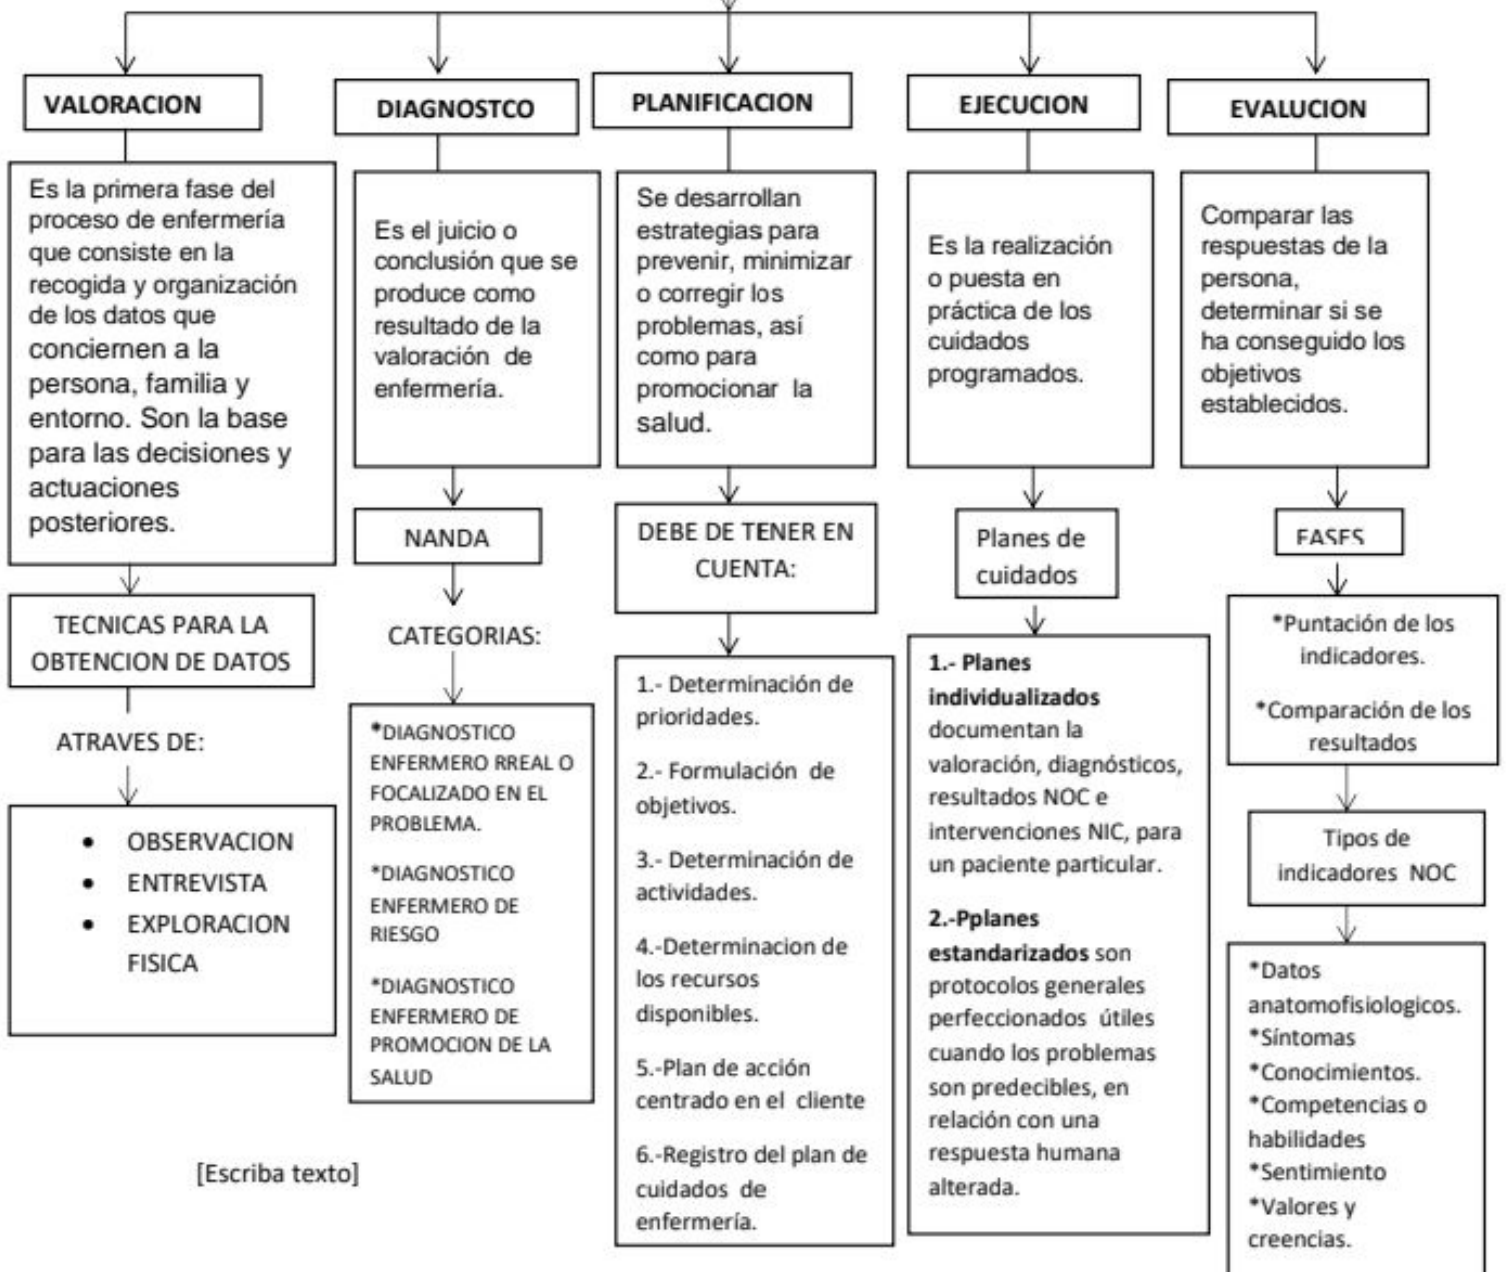 VALORACION
Es la primera fase del
proceso de enfermería
que consiste en la
recogida y organización
de los datos que
conciernen a la
persona, familia y
entorno. Son la base
para las decisiones y
actuaciones
posteriores.
TECNICAS PARA LA
OBTENCION DE DATOS
ATRAVES DE:
• OBSERVACION
• ENTREVISTA
• EXPLORACION
FISICA
DIAGNOSTCO
Es el juicio o
conclusión que se
produce como
resultado de la
valoración de
enfermería.
NANDA
CATEGORIAS:
*DIAGNOSTICO
ENFERMERO RREAL O
FOCALIZADO EN EL
PROBLEMA.
*DIAGNOSTICO
ENFERMERO DE
RIESGO
*DIAGNOSTICO
ENFERMERO DE
PROMOCION DE LA
SALUD
PLANIFICACION
Se desarrollan
estrategias para
prevenir, minimizar
o corregir los
problemas, así
como para
promocionar la
salud.
DEBE DE TENER EN
CUENTA:
1.- Determinación de
prioridades.
2.- Formulación de
objetivos.
3.- Determinación de
actividades.
4.-Determinacion de
los recursos
disponibles.
5.-Plan de acción
centrado en el cliente
6.-Registro del plan de
cuidados de
enfermería.
EJECUCION
Es la realización
o puesta en
práctica de los
cuidados
programados.
Planes de
cuidados
1.- Planes
individualizados
documentan la
valoración, diagnósticos,
resultados NOC e
intervenciones NIC, para
un paciente particular.
2.-Pplanes
estandarizados son
protocolos generales
perfeccionados útiles
cuando los problemas
son predecibles, en
relación con una
respuesta humana
alterada.
EVALUCION
Comparar las
respuestas de la
persona,
determinar si se
ha conseguido los
objetivos
establecidos.
FASES
*Puntación de los
indicadores.
*Comparación de los
resultados
Tipos de
indicadores NOC
*Datos
anatomofisiologicos.
*Síntomas
*Conocimientos.
*Competencias o
habilidades
*Sentimiento
*Valores y
creencias.
[Escriba texto]